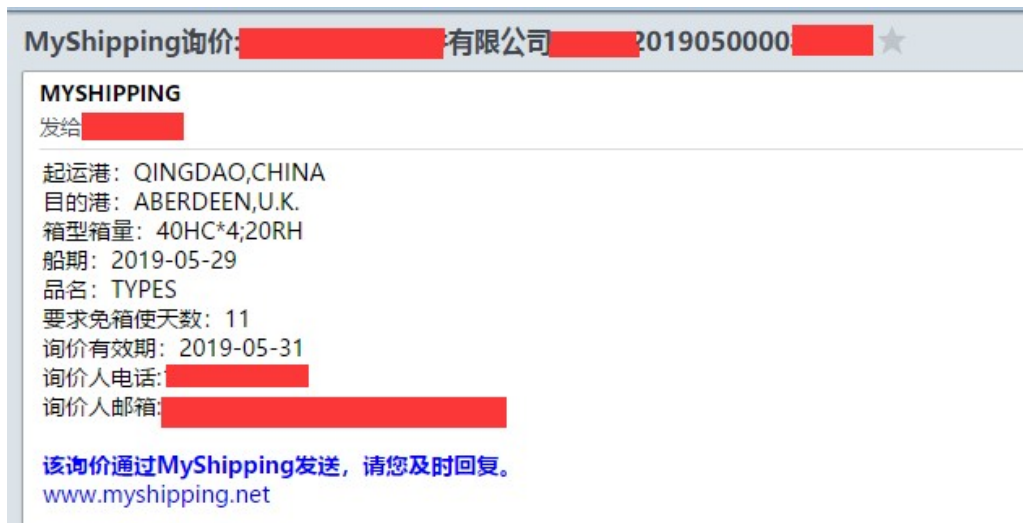 MyShipping询价: 有限公司 2019050000
MYSHIPPING
发给
起运港：QINGDAO,CHINA
目的港：ABERDEEN,U.K.
箱型箱量：40HC*4;20RH
船期：2019-05-29
品名：TYPES
要求免箱使天数：11
询价有效期：2019-05-31
询价人电话:
询价人邮箱:
该询价通过MyShipping发送，请您及时回复。
www.myshipping.net